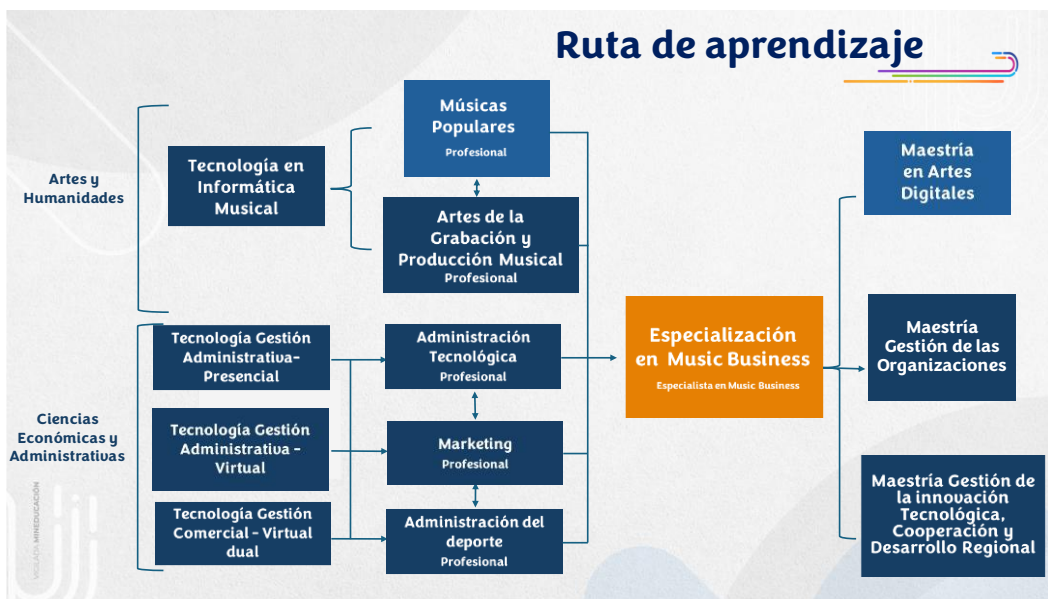 Ruta de aprendizaje
Artes y
Humanidades
Tecnología en
Informática
Musical
Músicas
Populares
Profesional
Artes de la
Grabación y
Producción Musical
Profesional
Ciencias
Económicas y
Administrativas
Tecnología Gestión
Administrativa-
Presencial
Tecnología Gestión
Administrativa -
Virtual
Tecnología Gestión
Comercial - Virtual
dual
Administración
Tecnológica
Profesional
Marketing
Profesional
Administración del
deporte
Profesional
Especialización
en Music Business
Especialista en Music Business
Maestría
en Artes
Digitales
Maestría
Gestión de las
Organizaciones
Maestría Gestión de
la innovación
Tecnológica,
Cooperación y
Desarrollo Regional
VIGILADA MINEDUCACIÓN